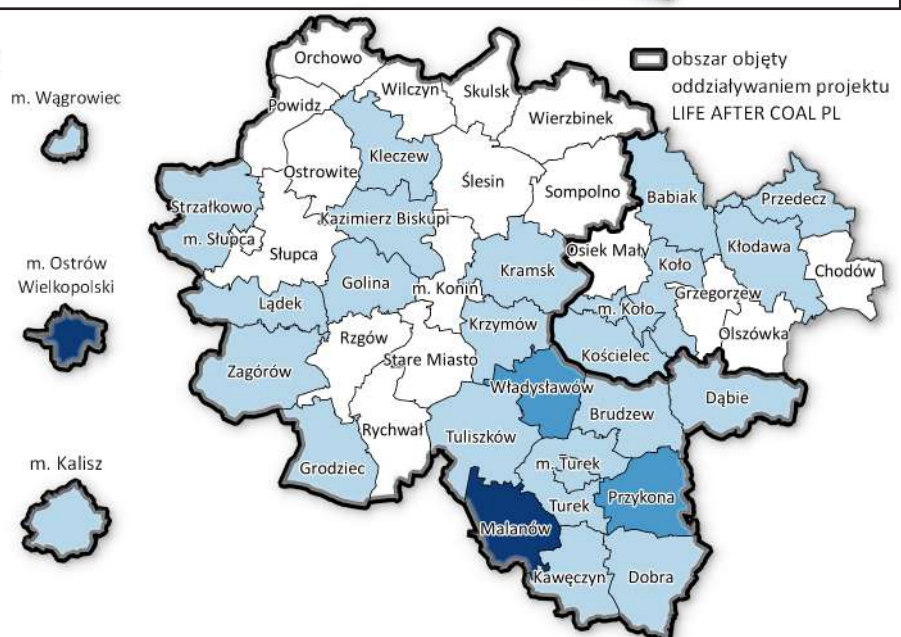 obszar objęty
oddziaływaniem projektu
LIFE AFTER COAL PL
m. Wągrowiec
m. Ostrów
Wielkopolski
m. Kalisz
Orchowo
Wilczyn
Skulsk
Powidz
Wierzbinek
Kleczew
Ostrowite
Ślesin
Sompolno
Babiak
Przedecz
Strzałkowo
Kazimierz Biskupi
m. Słupca
Słupca
Osiek Mały
Kłodawa
Chodów
Kramsk
Koło
Golina
m. Konin
Grzegorzew
Lądek
m. Koło
Olszówka
Krzymów
Rzgów
Stare Miasto
Kościelec
Zagórów
Władysławów
Dąbie
Brudzew
Rychwał
Tuliszków
Grodziec
m. Turek
Przykona
Turek
Malanów
Kawęczyn
Dobra